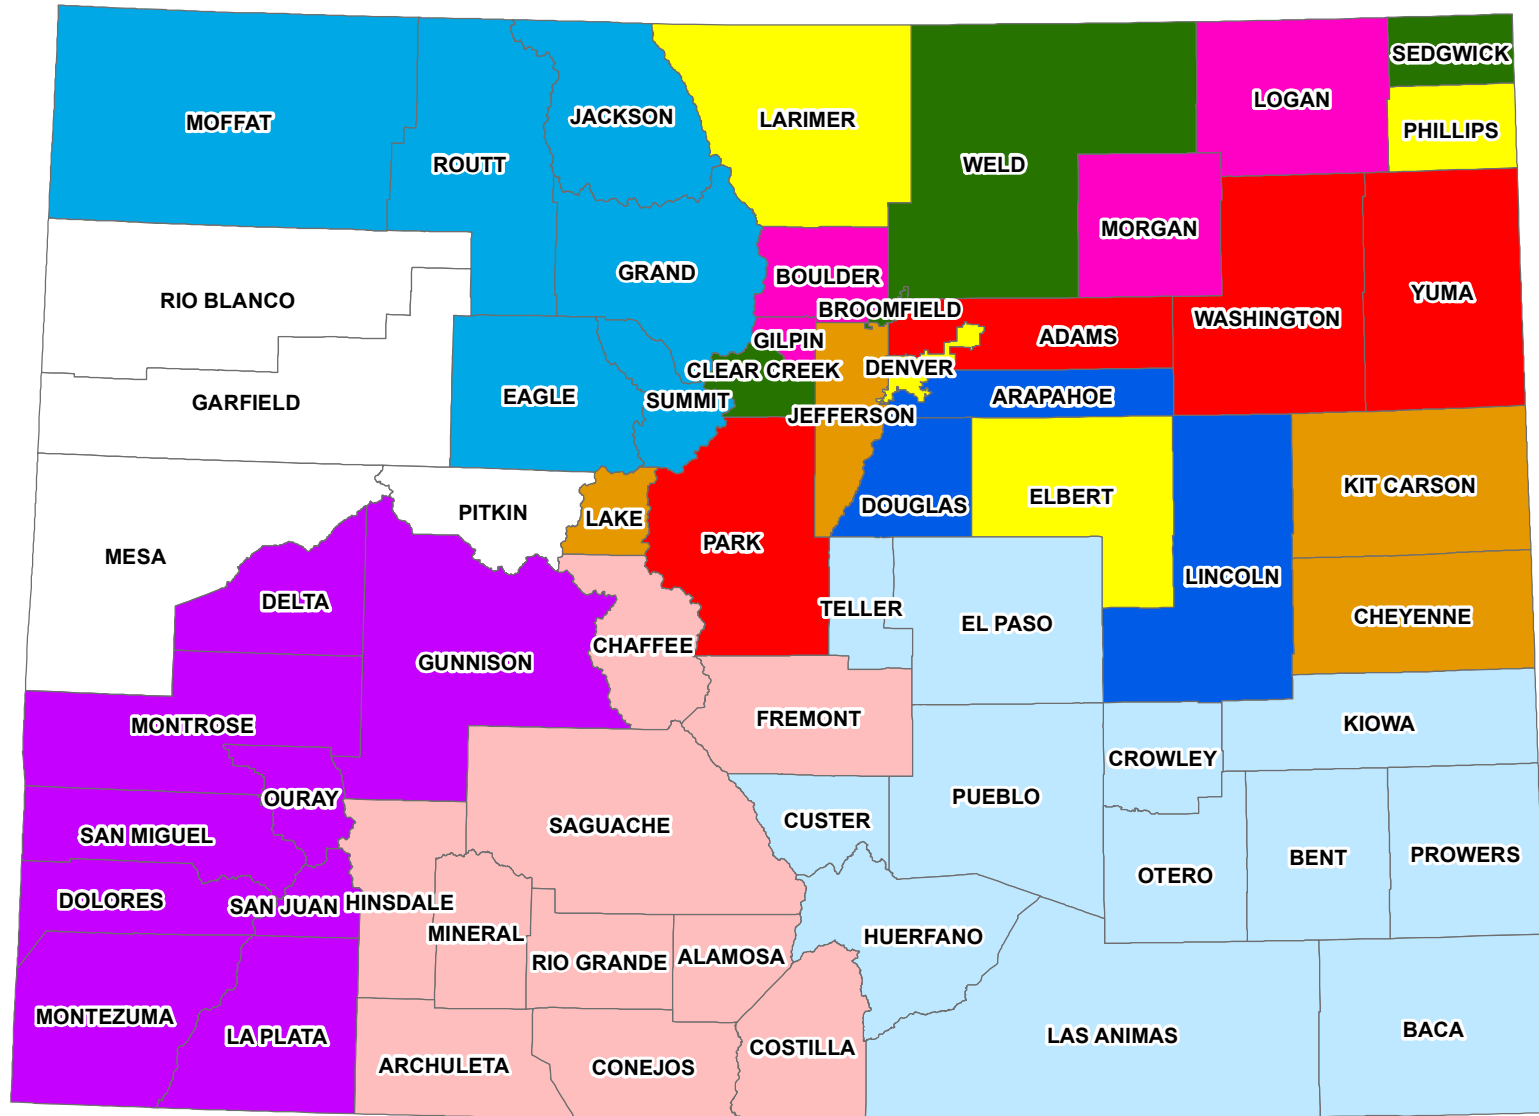 SEDGWICK
LOGAN
JACKSON
LARIMER
MOFFAT
PHILLIPS
ROUTT
WELD
MORGAN
GRAND
BOULDER
YUMA
RIO BLANCO
BROOMFIELD
WASHINGTON
GILPIN
ADAMS
DENVER
CLEAR CREEK
EAGLE
ARAPAHOE
GARFIELD
SUMMIT
JEFFERSON
KIT CARSON
ELBERT
DOUGLAS
PITKIN
LAKE
PARK
MESA
LINCOLN
DELTA
TELLER
EL PASO
CHEYENNE
CHAFFEE
GUNNISON
FREMONT
MONTROSE
KIOWA
CROWLEY
OURAY
PUEBLO
CUSTER
SAGUACHE
SAN MIGUEL
PROWERS
BENT
OTERO
DOLORES
SAN JUAN
HINSDALE
MINERAL
HUERFANO
ALAMOSA
RIO GRANDE
MONTEZUMA
BACA
LA PLATA
LAS ANIMAS
COSTILLA
ARCHULETA
CONEJOS